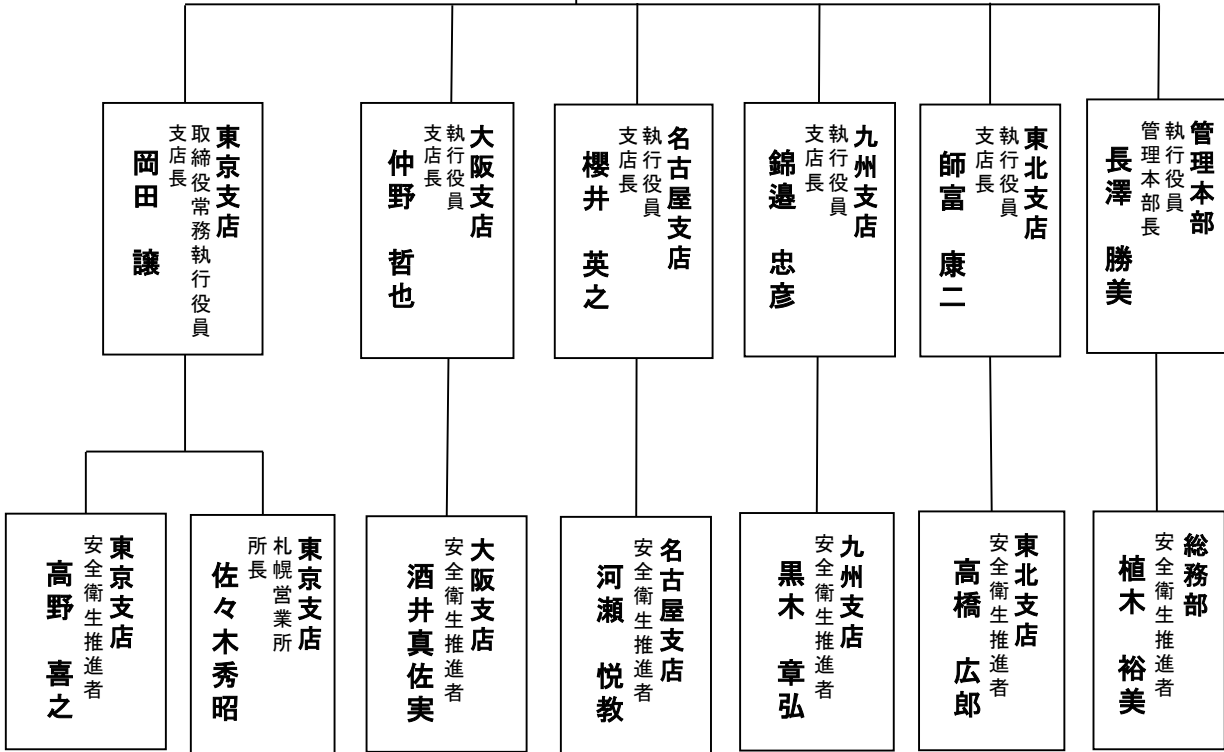 東京支店
取締役常務執行役員
支店長
岡田　譲
大阪支店
執行役員
支店長
仲野　哲也
名古屋支店
執行役員
支店長
櫻井　英之
九州支店
執行役員
支店長
錦邉　忠彦
東北支店
執行役員
支店長
師富　康二
管理本部
執行役員
管理本部長
長澤　勝美
東京支店
安全衛生推進者
高野　喜之
東京支店
札幌営業所
所長
佐々木秀昭
大阪支店
安全衛生推進者
酒井真佐実
名古屋支店
安全衛生推進者
河瀬　悦教
九州支店
安全衛生推進者
黒木　章弘
東北支店
安全衛生推進者
高橋　広郎
総務部
安全衛生推進者
植木　裕美